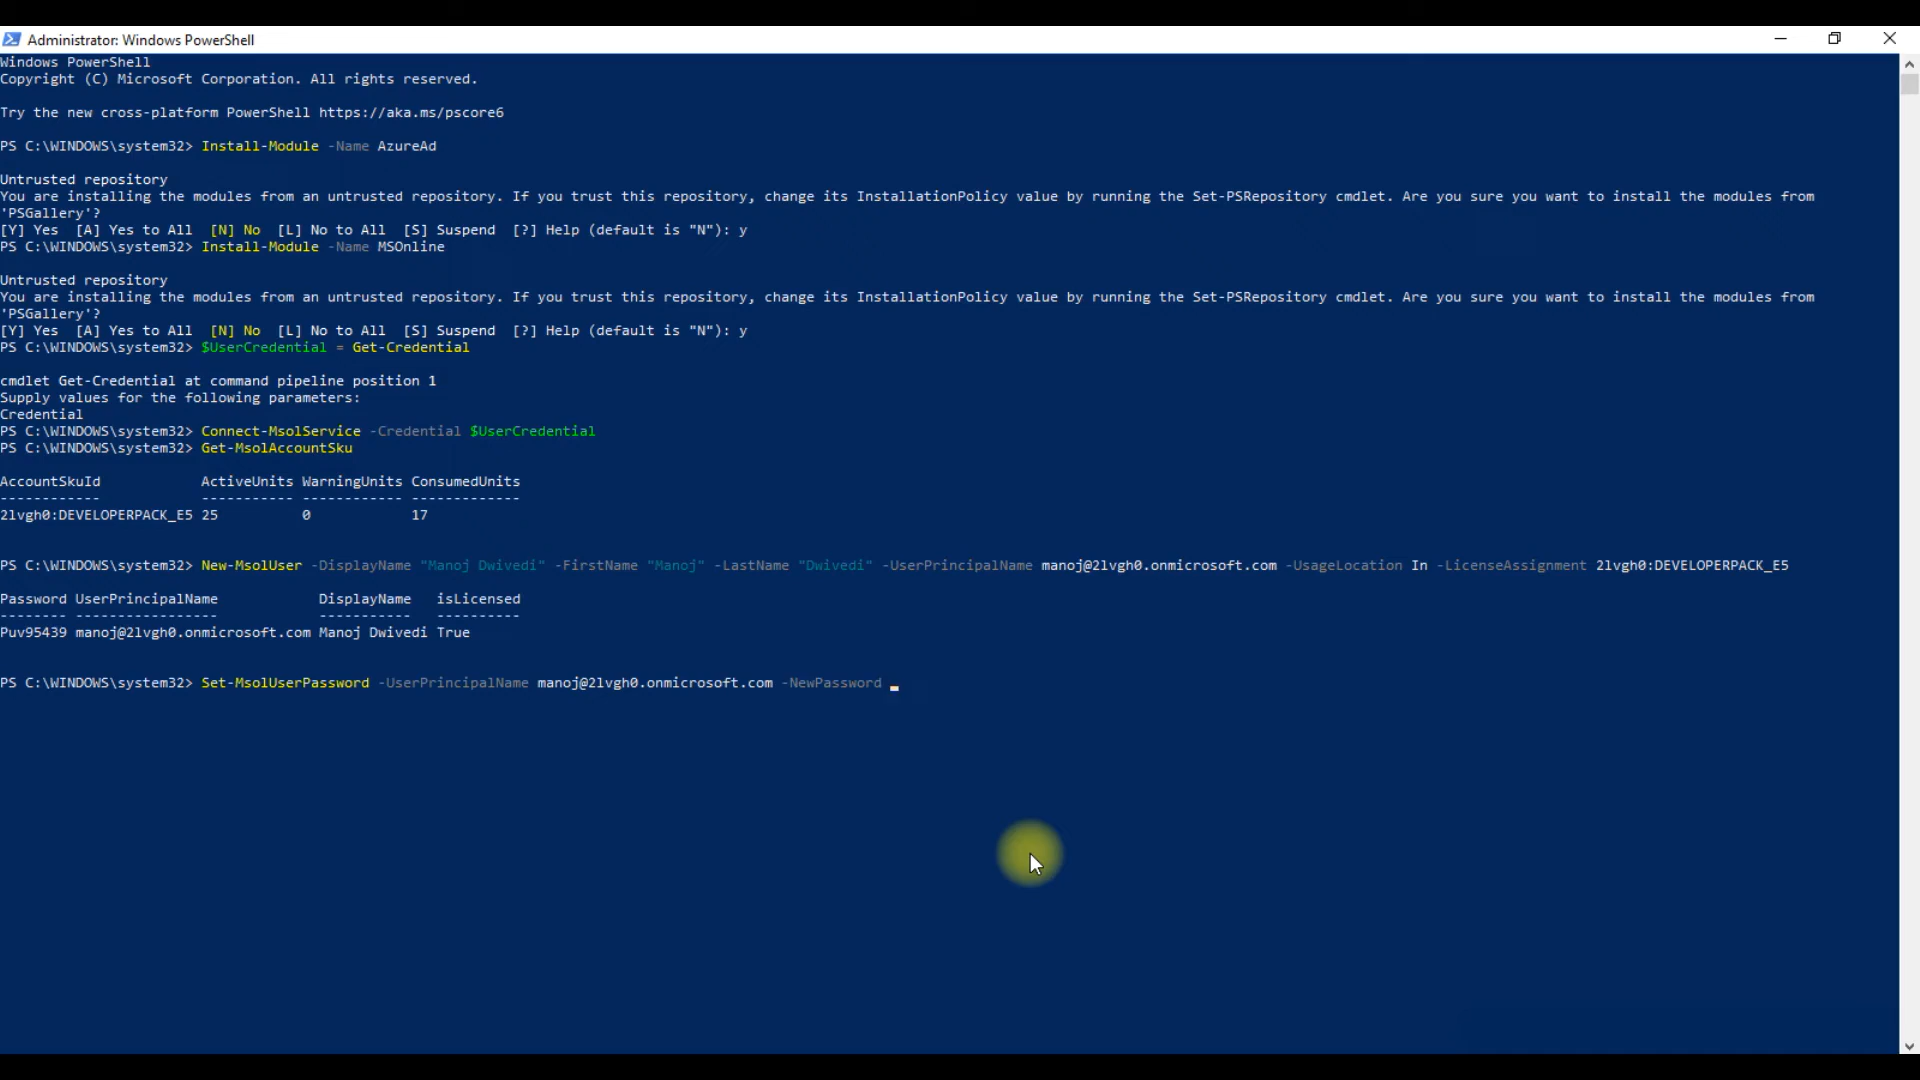 Administrator: Windows PowerShell
Windows PowerShell
Copyright (C) Microsoft Corporation. All rights reserved.
Try the new cross-platform PowerShell https://aka.ms/pscore6
PS C:\WINDOWS\system32> Install-Module -Name AzureAd
Untrusted repository
You are installing the modules from an untrusted repository. If you trust this repository, change its InstallationPolicy value by running the Set-PSRepository cmdlet. Are you sure you want to install the modules from
'PSGallery'?
[Y] Yes  [A] Yes to All  [N] No  [L] No to All  [S] Suspend  [?] Help (default is "N"): y
PS C:\WINDOWS\system32> Install-Module -Name MSOnline
Untrusted repository
You are installing the modules from an untrusted repository. If you trust this repository, change its InstallationPolicy value by running the Set-PSRepository cmdlet. Are you sure you want to install the modules from
'PSGallery'?
[Y] Yes  [A] Yes to All  [N] No  [L] No to All  [S] Suspend  [?] Help (default is "N"): y
PS C:\WINDOWS\system32> $UserCredential = Get-Credential
cmdlet Get-Credential at command pipeline position 1
Supply values for the following parameters:
Credential
PS C:\WINDOWS\system32> Connect-MsolService -Credential $UserCredential
PS C:\WINDOWS\system32> Get-MsolAccountSku
AccountSkuId            ActiveUnits WarningUnits ConsumedUnits
------------            ----------- ------------ -------------
2lvgh0:DEVELOPERPACK_E5 25          0            17
PS C:\WINDOWS\system32> New-MsolUser -DisplayName "Manoj Dwivedi" -FirstName "Manoj" -LastName "Dwivedi" -UserPrincipalName manoj@2lvgh0.onmicrosoft.com -UsageLocation In -LicenseAssignment 2lvgh0:DEVELOPERPACK_E5
Password UserPrincipalName            DisplayName   isLicensed
-------- -----------------            -----------   ----------
Puv95439 manoj@2lvgh0.onmicrosoft.com Manoj Dwivedi True
PS C:\WINDOWS\system32> Set-MsolUserPassword -UserPrincipalName manoj@2lvgh0.onmicrosoft.com -NewPassword